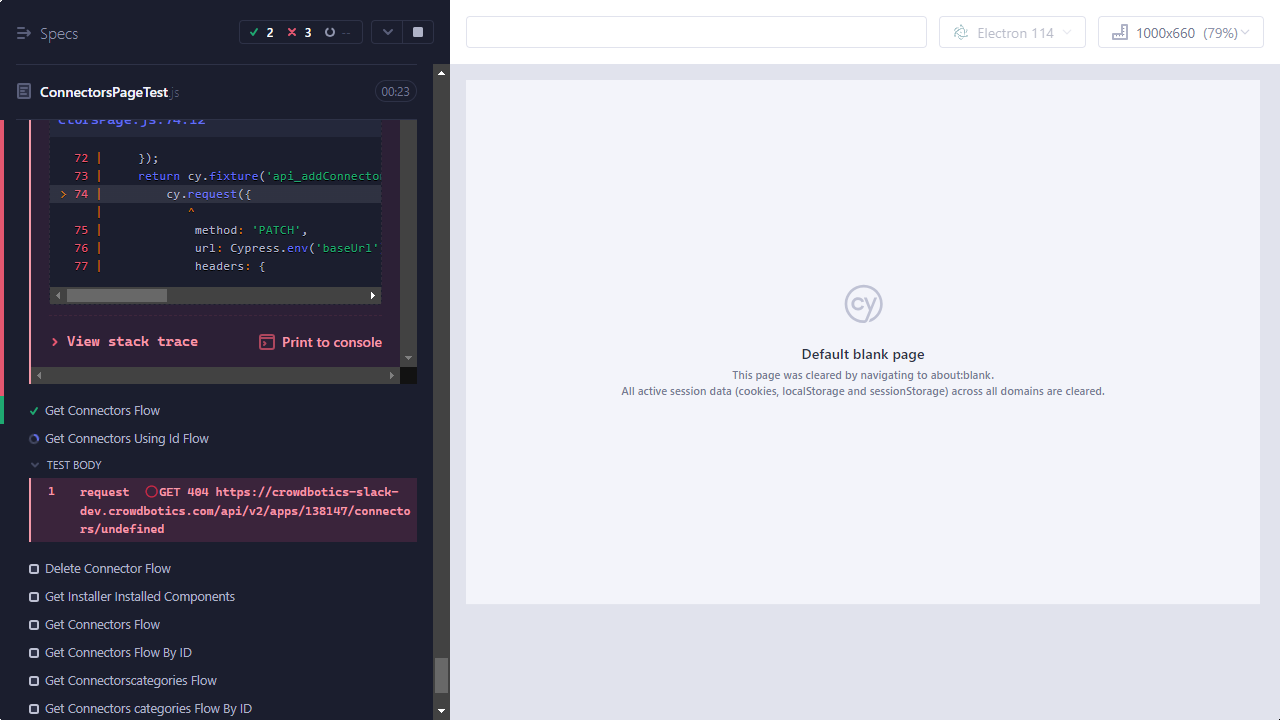 Specs
2
3
--
Electron 114
1000x660 (79%)
ConnectorsPageTest.js
00:23
ctorsPage.js:74:12
72 | });
73 | return cy.fixture('api_addConnector
> 74 | cy.request({
| ^
75 | method: 'PATCH',
76 | url: Cypress.env('baseUrl'
77 | headers: {
> View stack trace
Print to console
Get Connectors Flow
Get Connectors Using Id Flow
TEST BODY
1 request GET 404 https://crowdbotics-slack-
dev.crowdbotics.com/api/v2/apps/138147/connecto
rs/undefined
Delete Connector Flow
Get Installer Installed Components
Get Connectors Flow
Get Connectors Flow By ID
Get Connectorscategories Flow
Get Connectors categories Flow By ID
cy
Default blank page
This page was cleared by navigating to about:blank.
All active session data (cookies, localStorage and sessionStorage) across all domains are cleared.